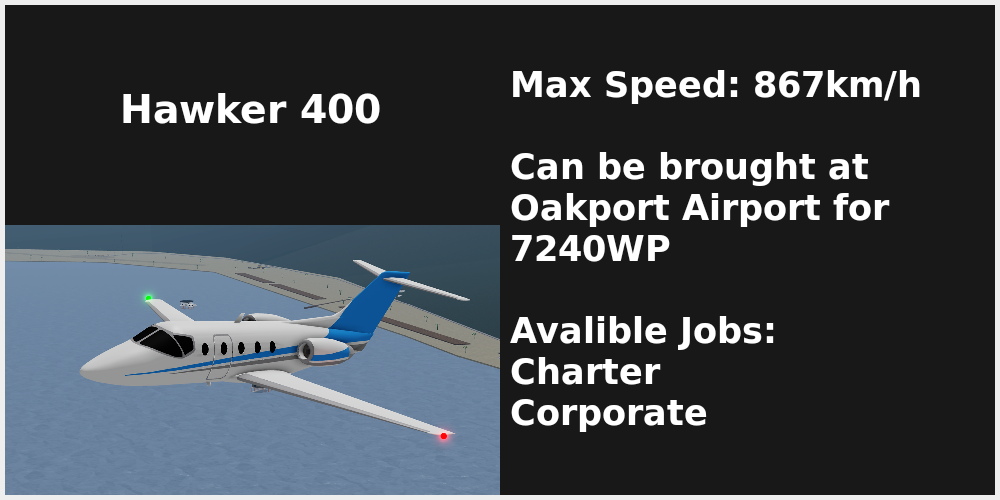 Hawker 400
Max Speed: 867km/h
Can be brought at
Oakport Airport for
7240WP
Avalible Jobs:
Charter
Corporate